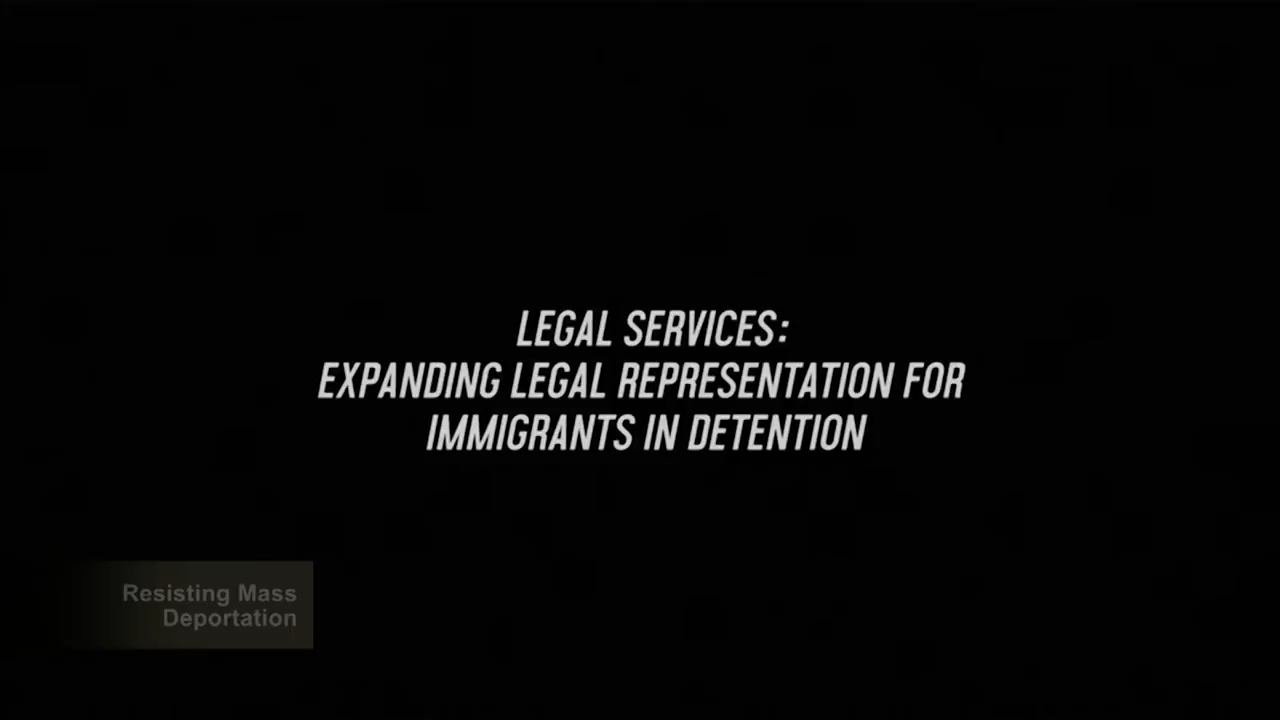 LEGAL SERVICES:
EXPANDING LEGAL REPRESENTATION FOR
IMMIGRANTS IN DETENTION
Resisting Mass
Deportation